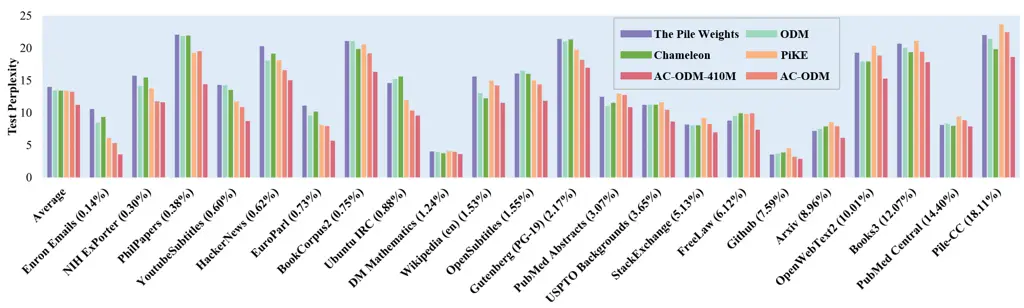 Test Perplexity
25
20
15
10
5
0
The Pile Weights
ODM
Chameleon
PiKE
AC-ODM-410M
AC-ODM
Average
Enron Emails (0.14%)
NIH ExPorter (0.30%)
PhilPapers (0.38%)
YoutubeSubtitles (0.60%)
HackerNews (0.62%)
EuroParl (0.73%)
BookCorpus2 (0.75%)
Ubuntu IRC (0.88%)
DM Mathematics (1.24%)
Wikipedia (en) (1.53%)
OpenSubtitles (1.55%)
Gutenberg (PG-19) (2.17%)
PubMed Abstracts (3.07%)
USPTO Backgrounds (3.65%)
StackExchange (5.13%)
FreeLaw (6.12%)
Github (7.59%)
Arxiv (8.96%)
OpenWebText2 (10.01%)
Books3 (12.07%)
PubMed Central (14.40%)
Pile-CC (18.11%)